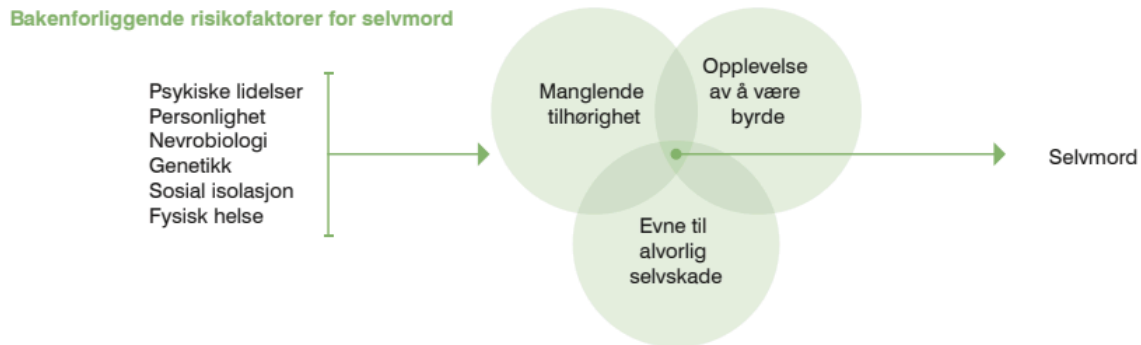 Bakenforliggende risikofaktorer for selvmord
Psykiske lidelser
Personlighet
Nevrobiologi
Genetikk
Sosial isolasjon
Fysisk helse
Manglende
tilhørighet
Opplevelse
av å være
byrde
Evne til
alvorlig
selvskade
Selvmord